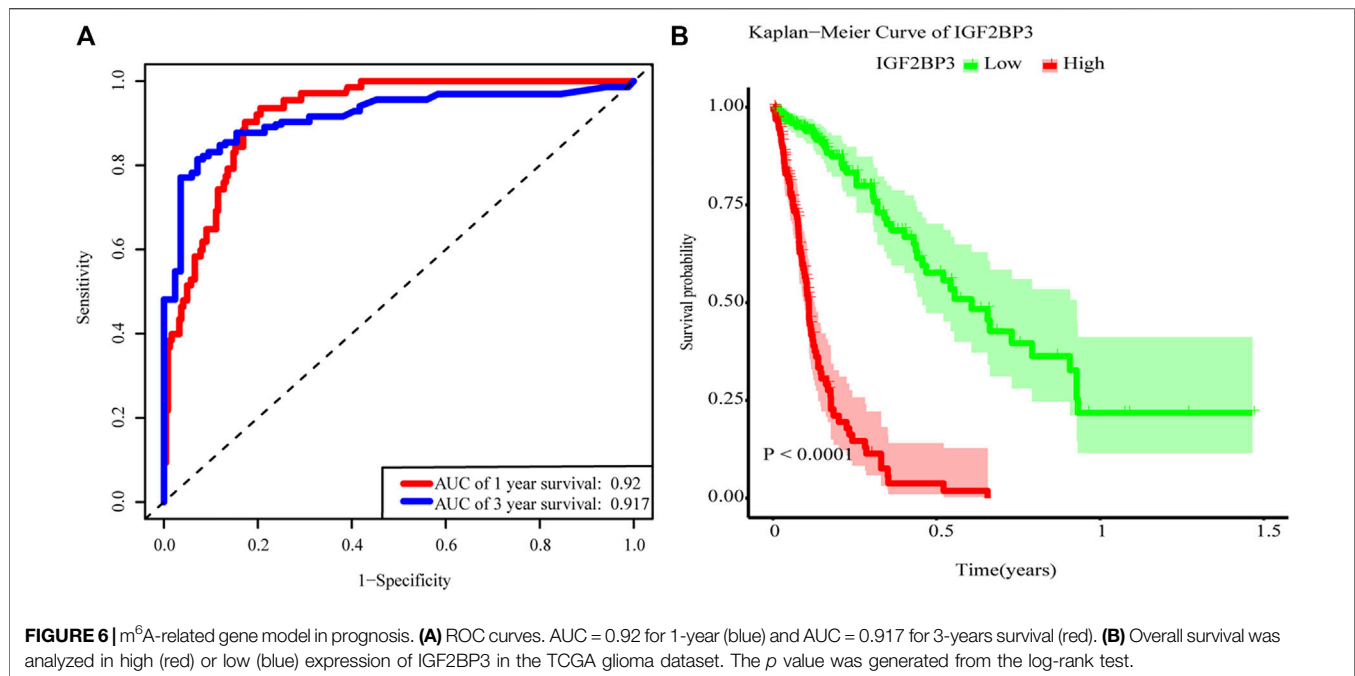 A
1.0
0.8
0.6
0.4
0.2
0.0
Sensitivity
AUC of 1 year survival: 0.92
AUC of 3 year survival: 0.917
0.0 0.2 0.4 0.6 0.8 1.0
1−Specificity
B
Kaplan−Meier Curve of IGF2BP3
IGF2BP3 Low High
1.00
0.75
0.50
0.25
0.00
Survival probability
P < 0.0001
0 0.5 1 1.5
Time(years)
FIGURE 6 | m⁶A-related gene model in prognosis. (A) ROC curves. AUC = 0.92 for 1-year (blue) and AUC = 0.917 for 3-years survival (red). (B) Overall survival was
analyzed in high (red) or low (blue) expression of IGF2BP3 in the TCGA glioma dataset. The p value was generated from the log-rank test.